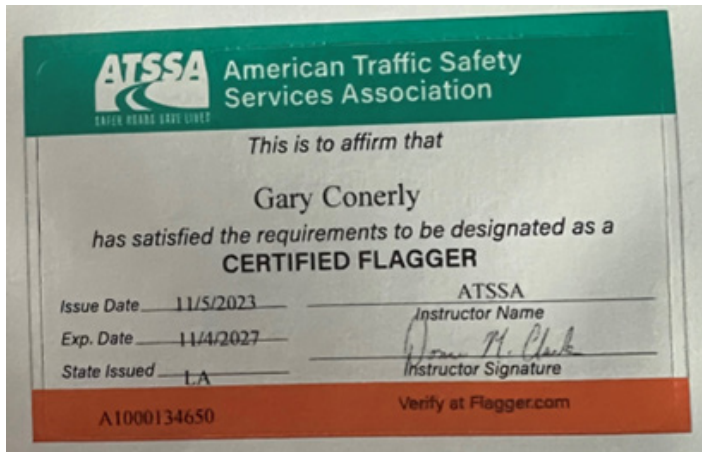 ATSSA
SAFER ROADS SAVE LIVES
American Traffic Safety
Services Association
This is to affirm that
Gary Conerly
has satisfied the requirements to be designated as a
CERTIFIED FLAGGER
Issue Date 11/5/2023
ATSSA
Instructor Name
Exp. Date 11/4/2027
State Issued LA
Instructor Signature
A1000134650
Verify at Flagger.com